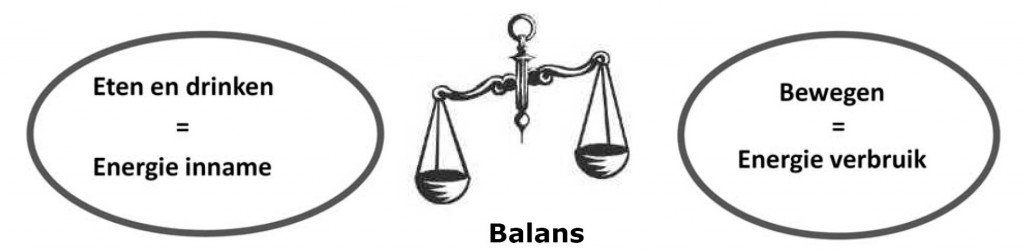 Eten en drinken
=
Energie inname
Balans
Bewegen
=
Energie verbruik